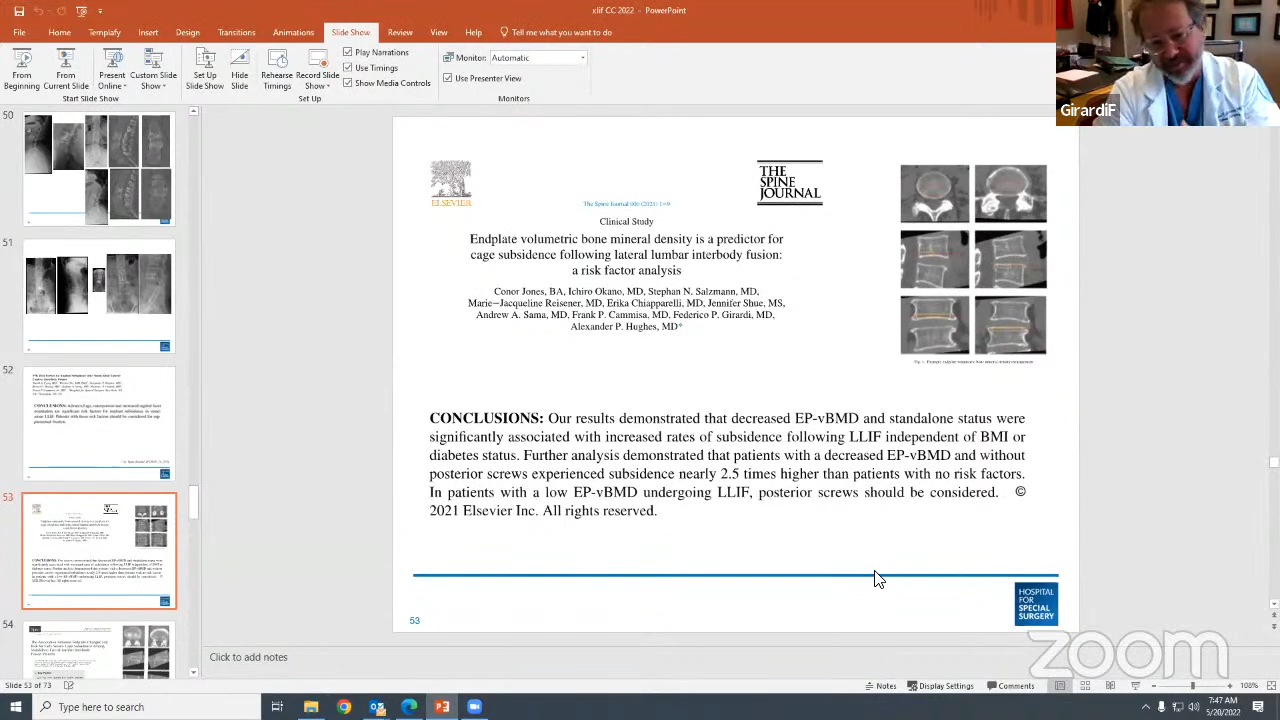 xlif CC 2022 - PowerPoint
File Home Templafy Insert Design Transitions Animations Slide Show Review View Help Tell me what you want to do
From Beginning
From Current Slide
Present Online
Custom Slide Show
Start Slide Show
Set Up Slide Show
Hide Slide
Rehearse Timings
Record Slide Show
Play Narrations
Use Timings
Show Media Controls
Set Up
Monitor: Automatic
Use Presenter View
Monitors
GirardiF
50
51
53
54
ELSEVIER
THE
SPINE
JOURNAL
The Spine Journal 000 (2021) 1−9
Clinical Study
Endplate volumetric bone mineral density is a predictor for
cage subsidence following lateral lumbar interbody fusion:
a risk factor analysis
Conor Jones, BA, Ichiro Okano, MD, Stephan N. Salzmann, MD,
Marie−Jacqueline Reisener, MD, Erika Chiapparelli, MD, Jennifer Shue, MS,
Andrew A. Sama, MD, Frank P. Cammisa, MD, Federico P. Girardi, MD,
Alexander P. Hughes, MD*
CONCLUSIONS: Our results demonstrated that decreased EP-vBMD and standalone status were
significantly associated with increased rates of subsidence following LLIF independent of BMI or
diabetes status. Further analysis demonstrated that patients with a decreased EP-vBMD and without
posterior screws experienced subsidence nearly 2.5 times higher than patients with no risk factors.
In patients with a low EP-vBMD undergoing LLIF, posterior screws should be considered. ©
2021 Elsevier Inc. All rights reserved.
53
HOSPITAL
FOR
SPECIAL
SURGERY
Click to add notes
zoom
Slide 53 of 73
Notes Display Settings Comments 108%
Type here to search
7:47 AM
5/20/2022